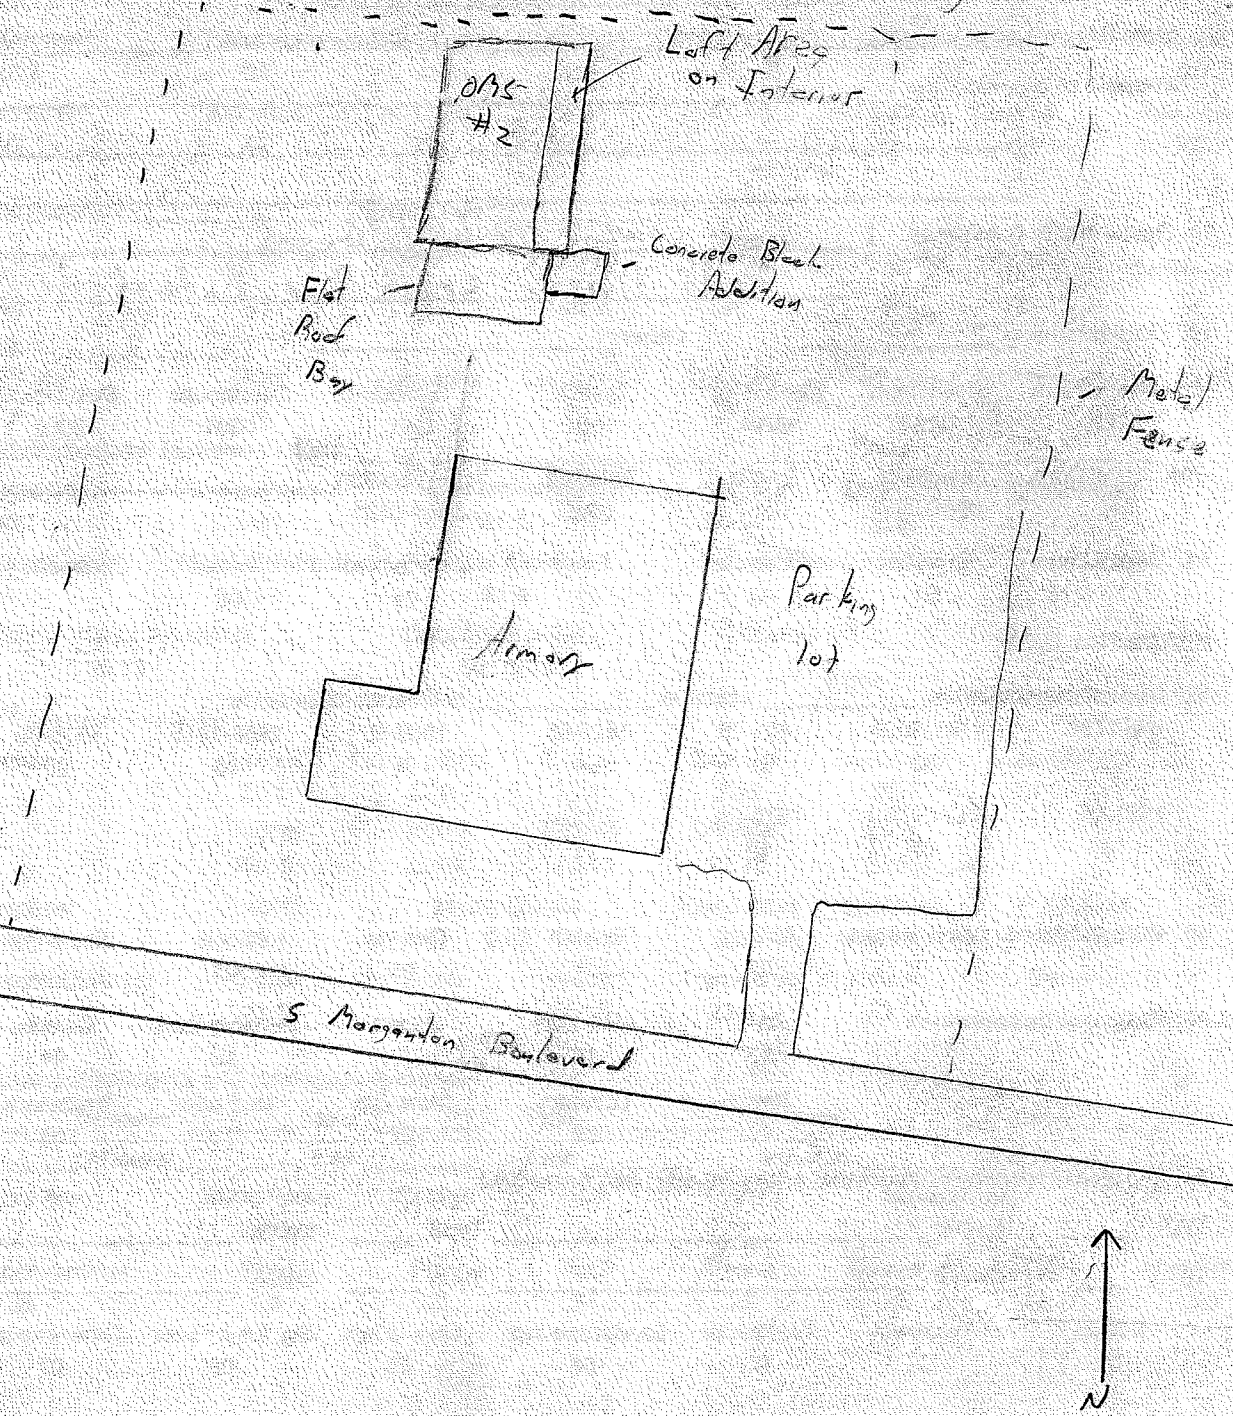 Loft Area
on Interior
OMS
#2
Concrete Block
Addition
Flat
Roof
Bay
Metal
Fence
Parking
lot
Armory
S Morganton Boulevard
N